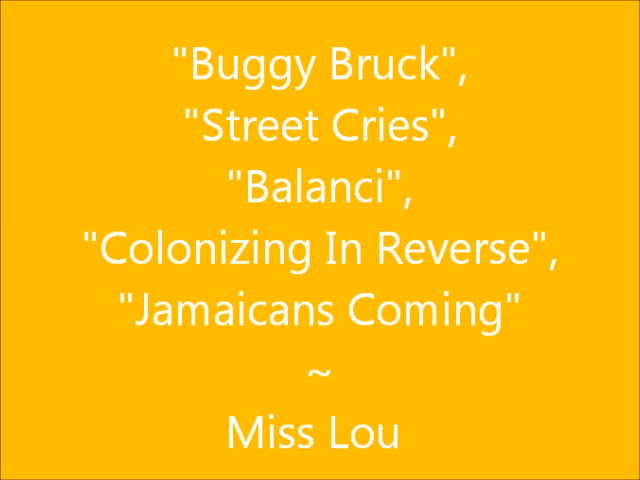 "Buggy Bruck",
"Street Cries",
"Balanci",
"Colonizing In Reverse",
"Jamaicans Coming"
~
Miss Lou